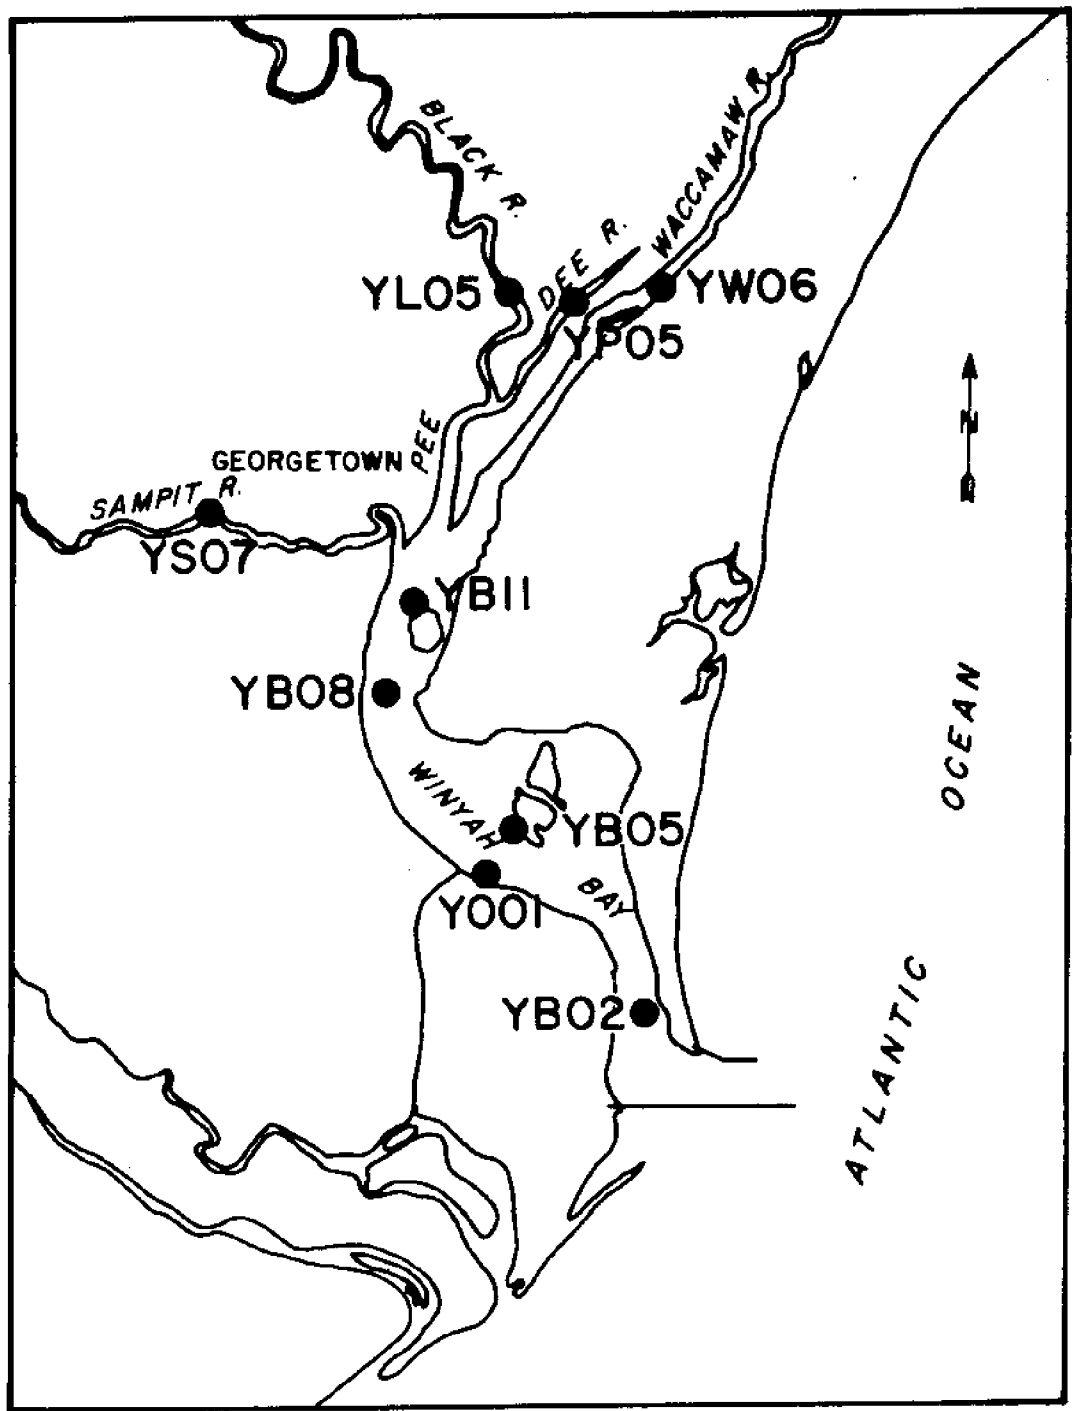 BLACK R.
WACCAMAW R.
PEE DEE R.
YL05
YW06
YP05
N
GEORGETOWN
SAMPIT R.
YS07
YB11
YB08
WINYAH BAY
YB05
Y001
YB02
ATLANTIC OCEAN